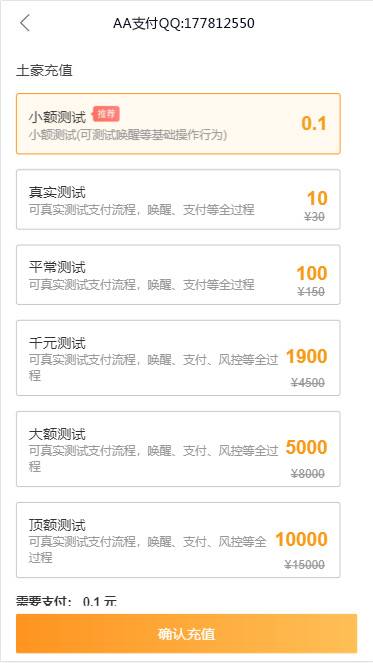 AA支付QQ:177812550
土豪充值
小额测试 推荐
0.1
小额测试(可测试唤醒等基础操作行为)
真实测试
10
可真实测试支付流程，唤醒、支付等全过程
¥30
平常测试
100
可真实测试支付流程，唤醒、支付等全过程
¥150
千元测试
1900
可真实测试支付流程，唤醒、支付、风控等全过
程
¥4500
大额测试
5000
可真实测试支付流程，唤醒、支付、风控等全过
程
¥8000
顶额测试
10000
可真实测试支付流程，唤醒、支付、风控等全
过程
¥15000
需要支付： 0.1 元
确认充值